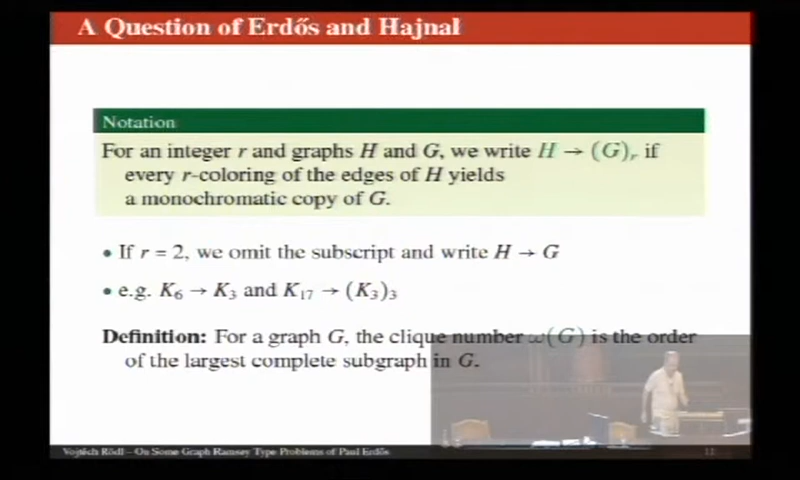 A Question of Erdős and Hajnal
Notation
For an integer r and graphs H and G, we write H → (G)ᵣ if
every r-coloring of the edges of H yields
a monochromatic copy of G.
• If r = 2, we omit the subscript and write H → G
• e.g. K₆ → K₃ and K₁₇ → (K₃)₃
Definition: For a graph G, the clique number ω(G) is the order
of the largest complete subgraph in G.
Vojtěch Rödl – On Some Graph Ramsey Type Problems of Paul Erdős